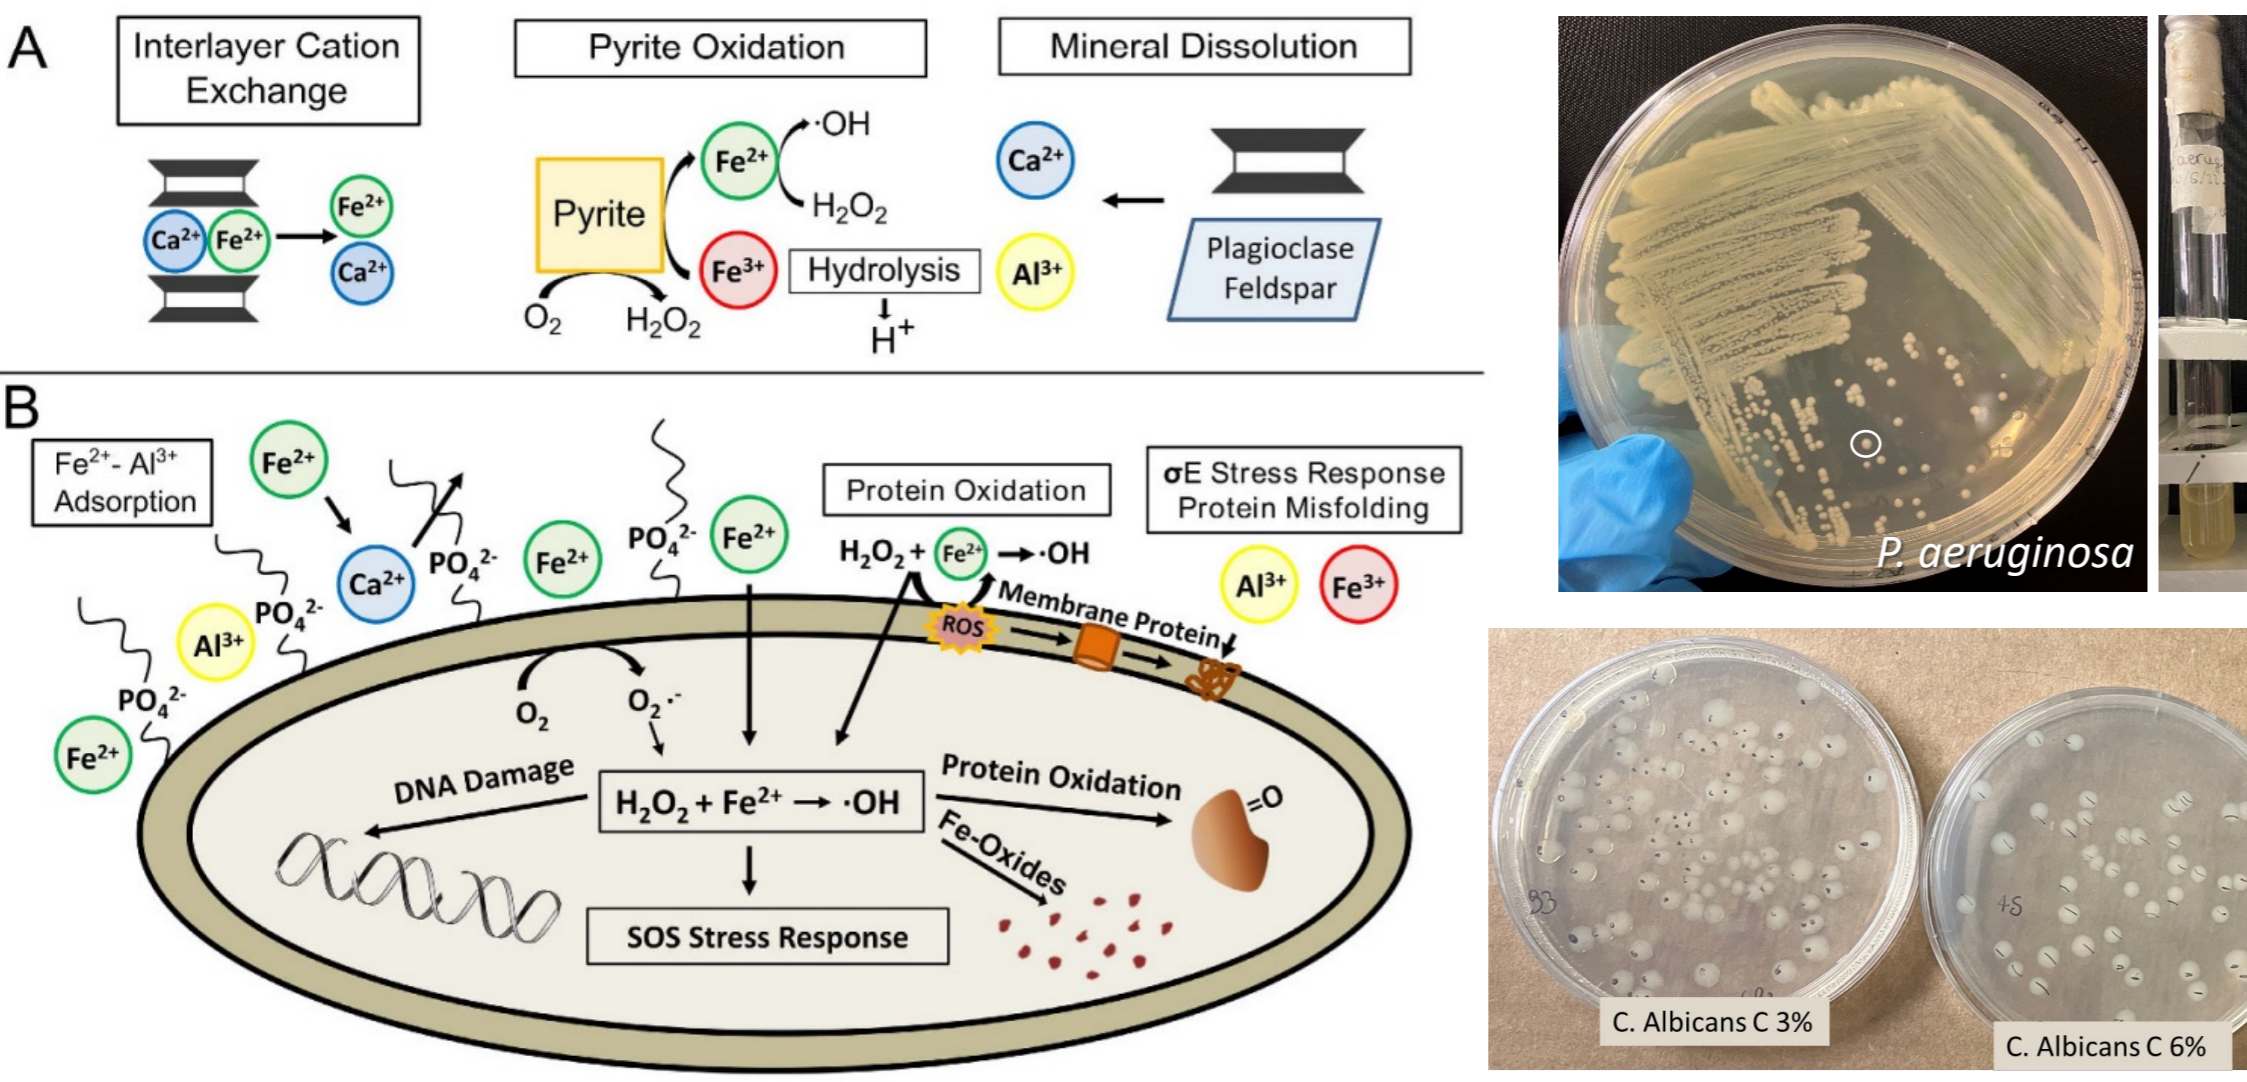 A
Interlayer Cation
Exchange
Ca²⁺
Fe²⁺
Fe²⁺
Ca²⁺
Pyrite Oxidation
Pyrite
O₂
H₂O₂
Fe²⁺
Fe³⁺
·OH
H₂O₂
Hydrolysis
H⁺
Mineral Dissolution
Ca²⁺
Al³⁺
Plagioclase
Feldspar
B
Fe²⁺- Al³⁺
Adsorption
Fe²⁺
Ca²⁺
PO₄²⁻
Al³⁺
PO₄²⁻
PO₄²⁻
Fe²⁺
Fe²⁺
PO₄²⁻
Fe²⁺
Protein Oxidation
H₂O₂ + Fe²⁺ ·OH
ROS
Membrane Protein
σE Stress Response
Protein Misfolding
Al³⁺
Fe³⁺
O₂
O₂·⁻
DNA Damage
H₂O₂ + Fe²⁺ → ·OH
Protein Oxidation
=O
Fe-Oxides
SOS Stress Response
P. aeruginosa
aerug
B3
4S
C. Albicans C 3%
C. Albicans C 6%